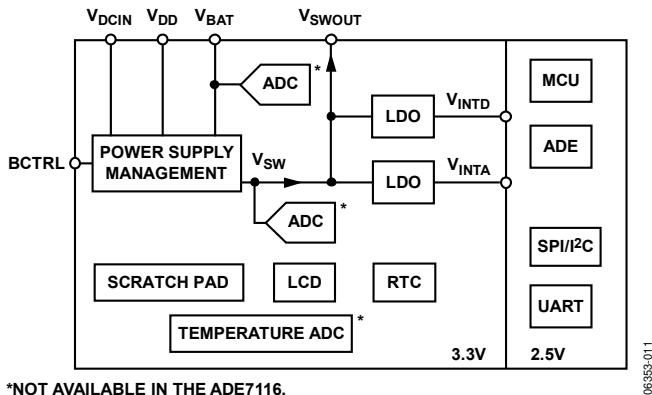 VDCIN VDD VBAT VSWOUT
ADC *
MCU
LDO VINTD
ADE
BCTRL POWER SUPPLY MANAGEMENT VSW
LDO VINTA
ADC *
SPI/I2C
SCRATCH PAD LCD RTC
UART
TEMPERATURE ADC *
3.3V 2.5V
*NOT AVAILABLE IN THE ADE7116.
06353-011